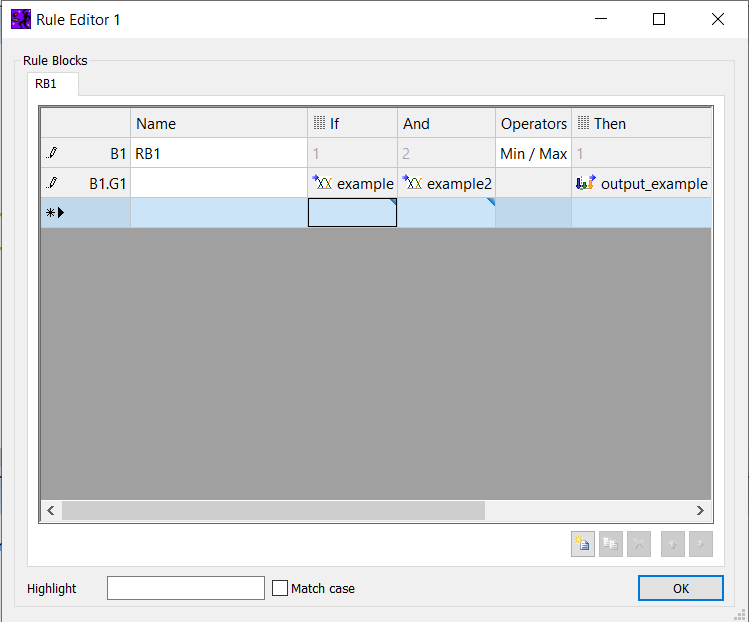 Rule Editor 1
Rule Blocks
RB1
Name If And Operators Then
B1 RB1 1 2 Min / Max 1
B1.G1 example example2 output_example
Highlight Match case OK